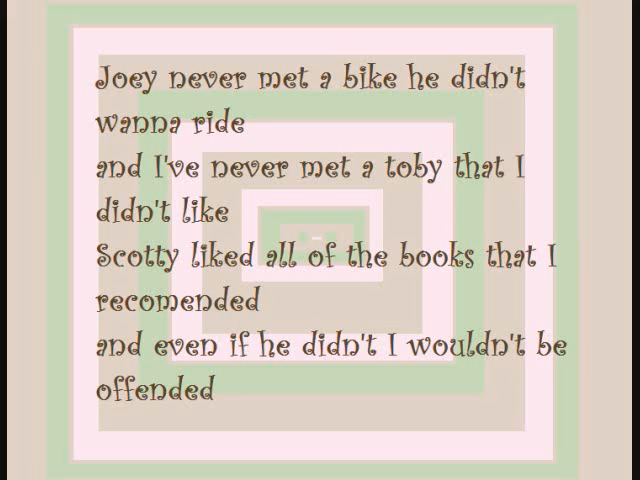 Joey never met a bike he didn't
wanna ride
and I've never met a toby that I
didn't like
Scotty liked all of the books that I
recomended
and even if he didn't I wouldn't be
offended